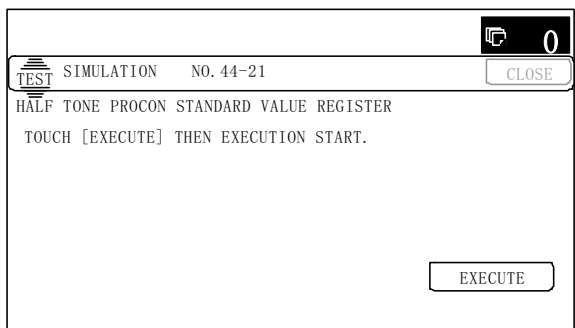 0
TEST SIMULATION NO. 44-21 CLOSE
HALF TONE PROCON STANDARD VALUE REGISTER
TOUCH [EXECUTE] THEN EXECUTION START.
EXECUTE